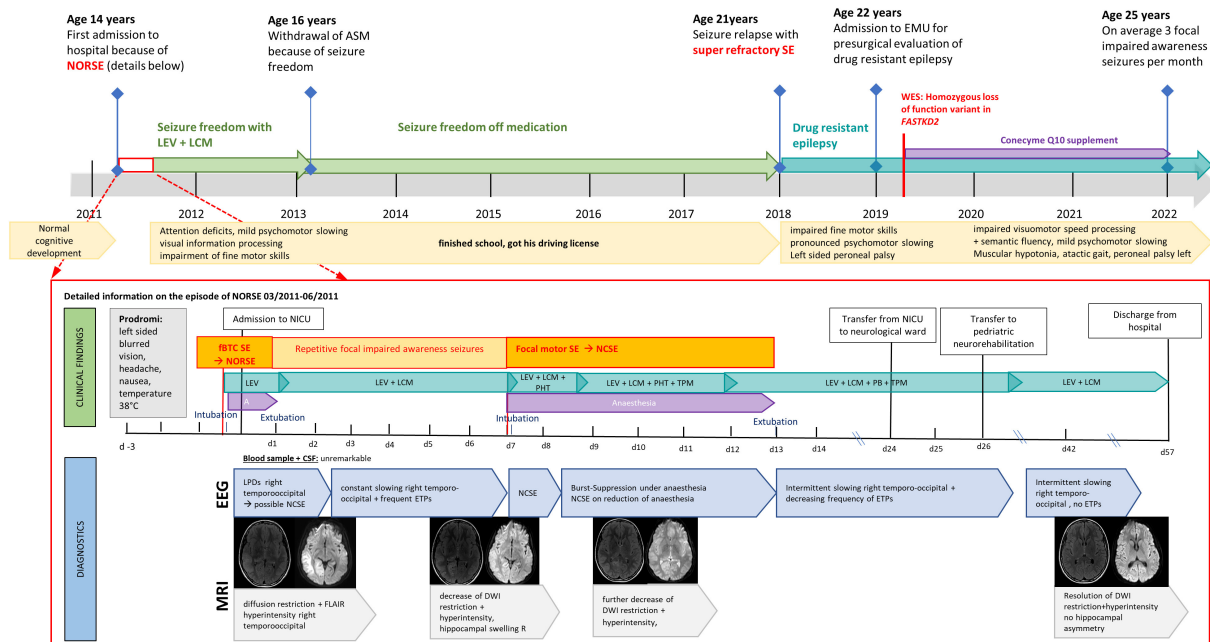 Age 14 years
First admission to
hospital because of
NORSE (details below)
Age 16 years
Withdrawal of ASM
because of seizure
freedom
Age 21years
Seizure relapse with
super refractory SE
Age 22 years
Admission to EMU for
presurgical evaluation of
drug resistant epilepsy
Age 25 years
On average 3 focal
impaired awareness
seizures per month
WES: Homozygous loss
of function variant in
FASTKD2
Seizure freedom with
LEV + LCM
Seizure freedom off medication
Drug resistant
epilepsy
Conecyme Q10 supplement
2011 2012 2013 2014 2015 2016 2017 2018 2019 2020 2021 2022
Normal
cognitive
development
Attention deficits, mild psychomotor slowing
visual information processing
impairment of fine motor skills
finished school, got his driving license
impaired fine motor skills
pronounced psychomotor slowing
Left sided peroneal palsy
impaired visuomotor speed processing
+ semantic fluency, mild psychomotor slowing
Muscular hypotonia, atactic gait, peroneal palsy left
Detailed information on the episode of NORSE 03/2011-06/2011
CLINICAL FINDINGS
Prodromi:
left sided
blurred
vision,
headache,
nausea,
temperature
38°C
Admission to NICU
Transfer from NICU
to neurological ward
Transfer to
pedriatric
neurorehabilitation
Discharge from
hospital
fBTC SE
→ NORSE
Repetitive focal impaired awareness seizures
Focal motor SE → NCSE
LEV
LEV + LCM
LEV + LCM +
PHT
LEV + LCM + PHT + TPM
LEV + LCM + PB + TPM
LEV + LCM
A
Anaesthesia
Intubation
Extubation
Intubation
Extubation
d -3 d1 d2 d3 d4 d5 d6 d7 d8 d9 d10 d11 d12 d13 d14 d24 d26 d42 d57
DIAGNOSTICS
Blood sample + CSF: unremarkable
EEG
LPDs right
temporooccipital
→ possible NCSE
constant slowing right temporo-
occipital + frequent ETPs
NCSE
Burst-Suppression under anaesthesia
NCSE on reduction of anaesthesia
Intermittent slowing right temporo-occipital +
decreasing frequency of ETPs
Intermittent slowing
right temporo-
occipital , no ETPs
MRI
diffusion restriction + FLAIR
hyperintensity right
temporooccipital
decrease of DWI
restriction +
hyperintensity,
hippocampal swelling R
further decrease of
DWI restriction +
hyperintensity,
Resolution of DWI
restriction+hyperintensity
no hippocampal
asymmetry